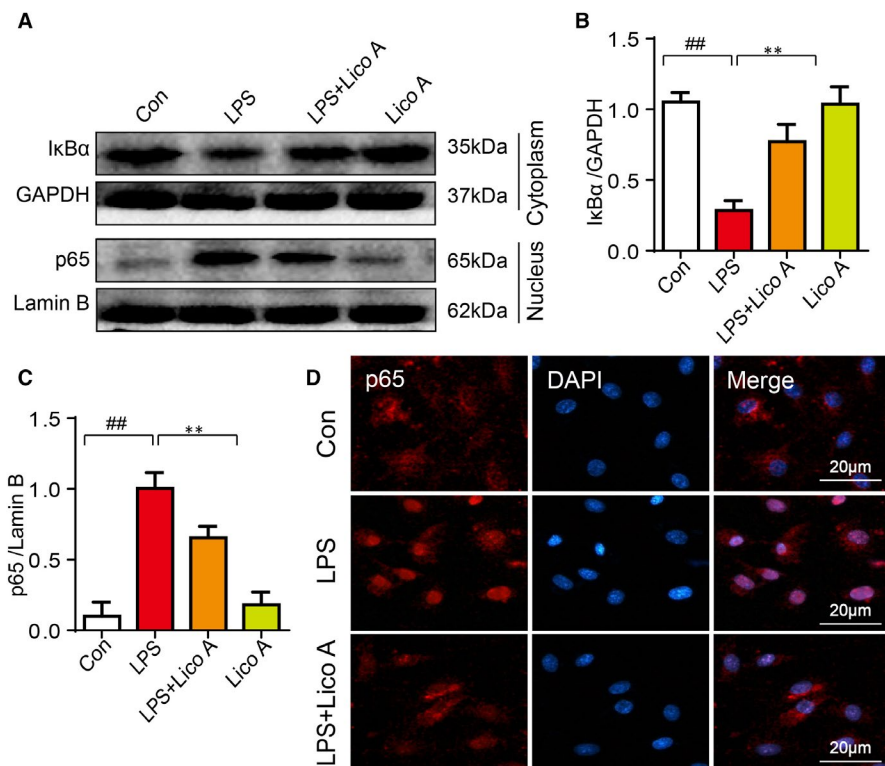 A
Con
LPS
LPS+Lico A
Lico A
IκBα
35kDa
GAPDH
37kDa
Cytoplasm
p65
65kDa
Lamin B
62kDa
Nucleus
B
IκBα /GAPDH
1.5
1.0
0.5
0.0
##
**
Con
LPS
LPS+Lico A
Lico A
C
p65 /Lamin B
1.5
1.0
0.5
0.0
##
**
Con
LPS
LPS+Lico A
Lico A
D
p65
DAPI
Merge
Con
20μm
LPS
20μm
LPS+Lico A
20μm